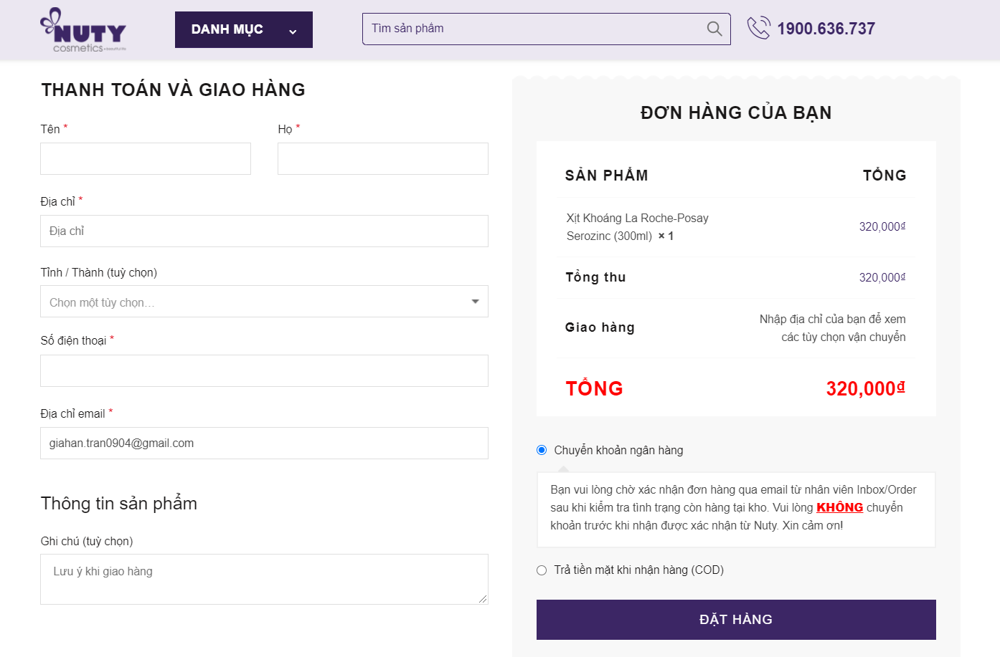 NUTY
cosmetics
DANH MỤC
Tìm sản phẩm
1900.636.737
THANH TOÁN VÀ GIAO HÀNG
Tên *
Họ *
Địa chỉ *
Địa chỉ
Tỉnh / Thành (tuỳ chọn)
Chọn một tùy chọn…
Số điện thoại *
Địa chỉ email *
giahan.tran0904@gmail.com
Thông tin sản phẩm
Ghi chú (tuỳ chọn)
Lưu ý khi giao hàng
ĐƠN HÀNG CỦA BẠN
SẢN PHẨM TỔNG
Xịt Khoáng La Roche-Posay
Serozinc (300ml) × 1
320,000₫
Tổng thu 320,000₫
Giao hàng
Nhập địa chỉ của bạn để xem
các tùy chọn vận chuyển
TỔNG 320,000₫
Chuyển khoản ngân hàng
Bạn vui lòng chờ xác nhận đơn hàng qua email từ nhân viên Inbox/Order
sau khi kiểm tra tình trạng còn hàng tại kho. Vui lòng KHÔNG chuyển
khoản trước khi nhận được xác nhận từ Nuty. Xin cảm ơn!
Trả tiền mặt khi nhận hàng (COD)
ĐẶT HÀNG